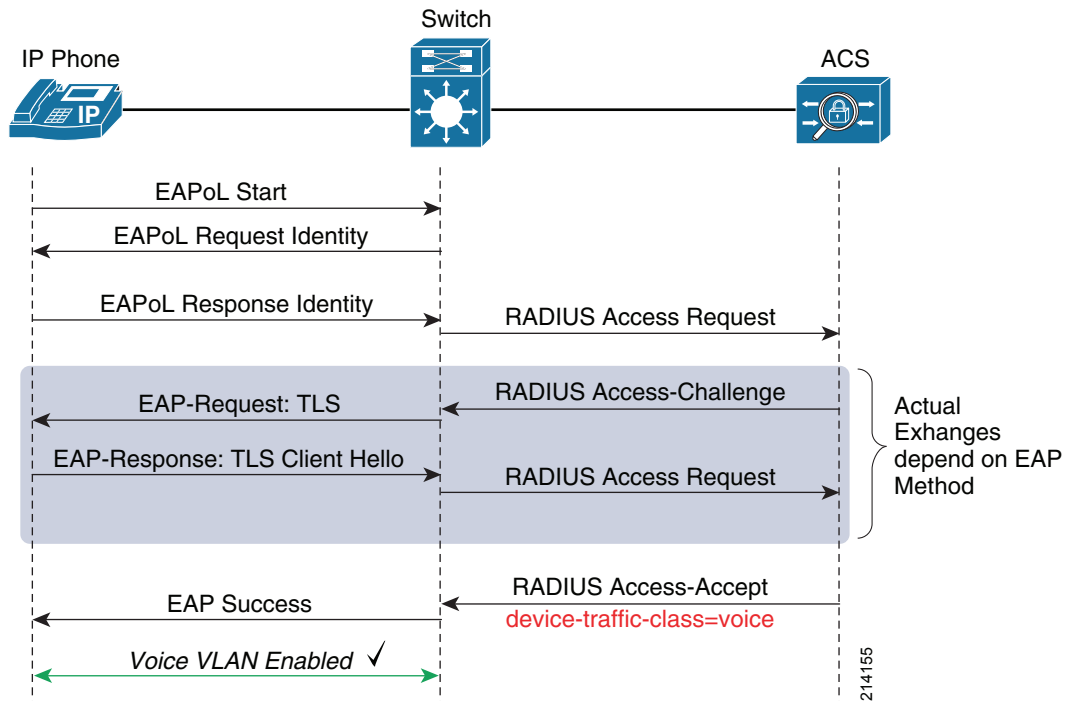 Switch
IP Phone
ACS
IP
EAPoL Start
EAPoL Request Identity
EAPoL Response Identity
RADIUS Access Request
RADIUS Access-Challenge
EAP-Request: TLS
EAP-Response: TLS Client Hello
RADIUS Access Request
Actual
Exhanges
depend on EAP
Method
RADIUS Access-Accept
EAP Success
device-traffic-class=voice
Voice VLAN Enabled ✓
214155